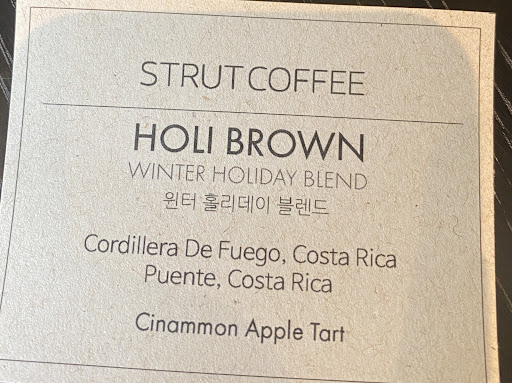 STRUT COFFEE
HOLI BROWN
WINTER HOLIDAY BLEND
윈터 홀리데이 블렌드
Cordillera De Fuego, Costa Rica
Puente, Costa Rica
Cinammon Apple Tart